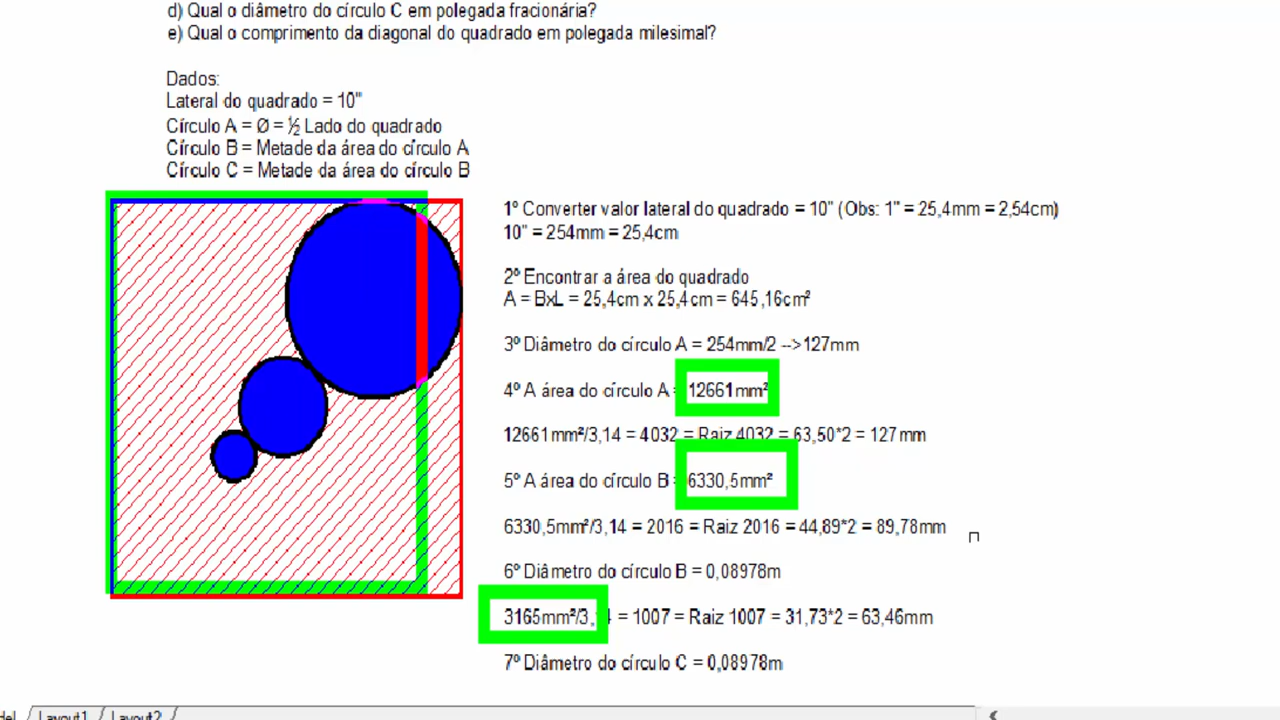 d) Qual o diâmetro do círculo C em polegada fracionária?
e) Qual o comprimento da diagonal do quadrado em polegada milesimal?
Dados:
Lateral do quadrado = 10"
Círculo A = Ø = ½ Lado do quadrado
Círculo B = Metade da área do círculo A
Círculo C = Metade da área do círculo B
1º Converter valor lateral do quadrado = 10" (Obs: 1" = 25,4mm = 2,54cm)
10" = 254mm = 25,4cm
2º Encontrar a área do quadrado
A = BxL = 25,4cm x 25,4cm = 645,16cm²
3º Diâmetro do círculo A = 254mm/2 -->127mm
4º A área do círculo A = 12661mm²
12661mm²/3,14 = 4032 = Raiz 4032 = 63,50*2 = 127mm
5º A área do círculo B = 6330,5mm²
6330,5mm²/3,14 = 2016 = Raiz 2016 = 44,89*2 = 89,78mm
6º Diâmetro do círculo B = 0,08978m
3165mm²/3,14 = 1007 = Raiz 1007 = 31,73*2 = 63,46mm
7º Diâmetro do círculo C = 0,08978m
Layout1 / Layout2